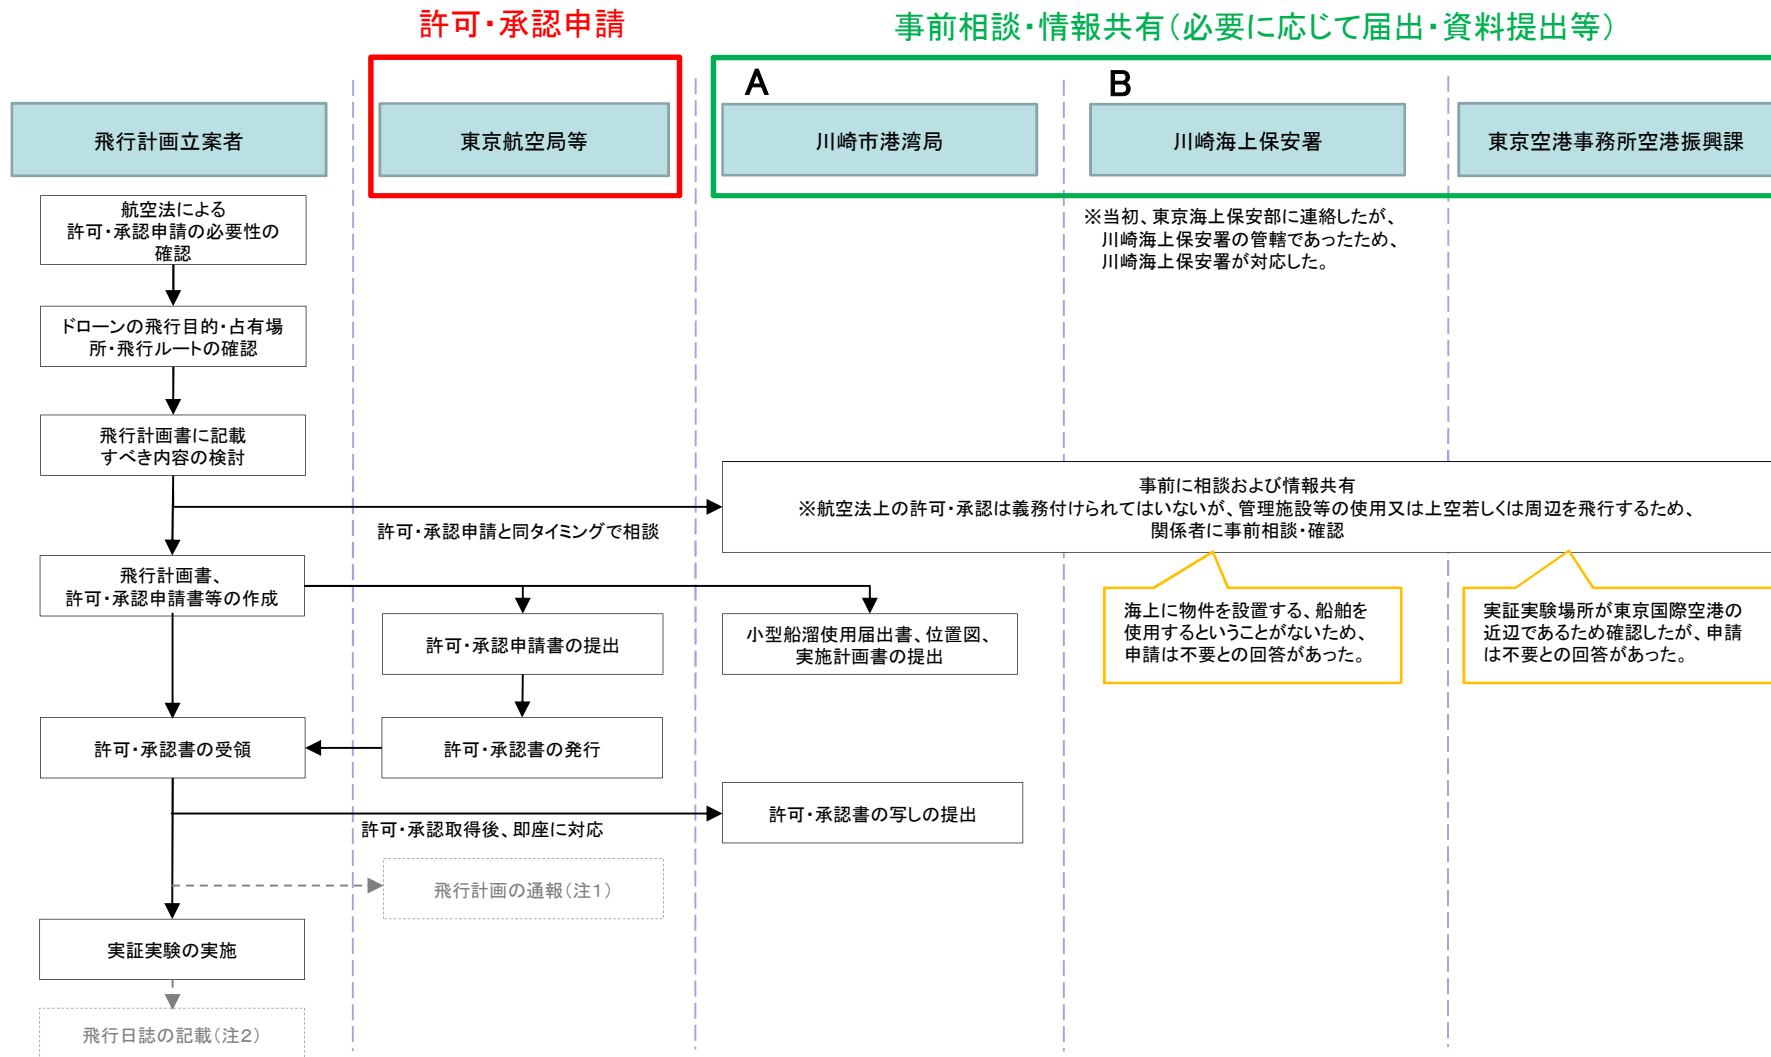 許可・承認申請
事前相談・情報共有(必要に応じて届出・資料提出等)
A
B
飛行計画立案者
東京航空局等
川崎市港湾局
川崎海上保安署
東京空港事務所空港振興課
航空法による
許可・承認申請の必要性の
確認
※当初、東京海上保安部に連絡したが、
川崎海上保安署の管轄であったため、
川崎海上保安署が対応した。
ドローンの飛行目的・占有場
所・飛行ルートの確認
飛行計画書に記載
すべき内容の検討
許可・承認申請と同タイミングで相談
事前に相談および情報共有
※航空法上の許可・承認は義務付けられてはいないが、管理施設等の使用又は上空若しくは周辺を飛行するため、
関係者に事前相談・確認
飛行計画書、
許可・承認申請書等の作成
許可・承認申請書の提出
小型船溜使用届出書、位置図、
実施計画書の提出
海上に物件を設置する、船舶を
使用するということがないため、
申請は不要との回答があった。
実証実験場所が東京国際空港の
近辺であるため確認したが、申請
は不要との回答があった。
許可・承認書の受領
許可・承認書の発行
許可・承認取得後、即座に対応
許可・承認書の写しの提出
飛行計画の通報(注1)
実証実験の実施
飛行日誌の記載(注2)